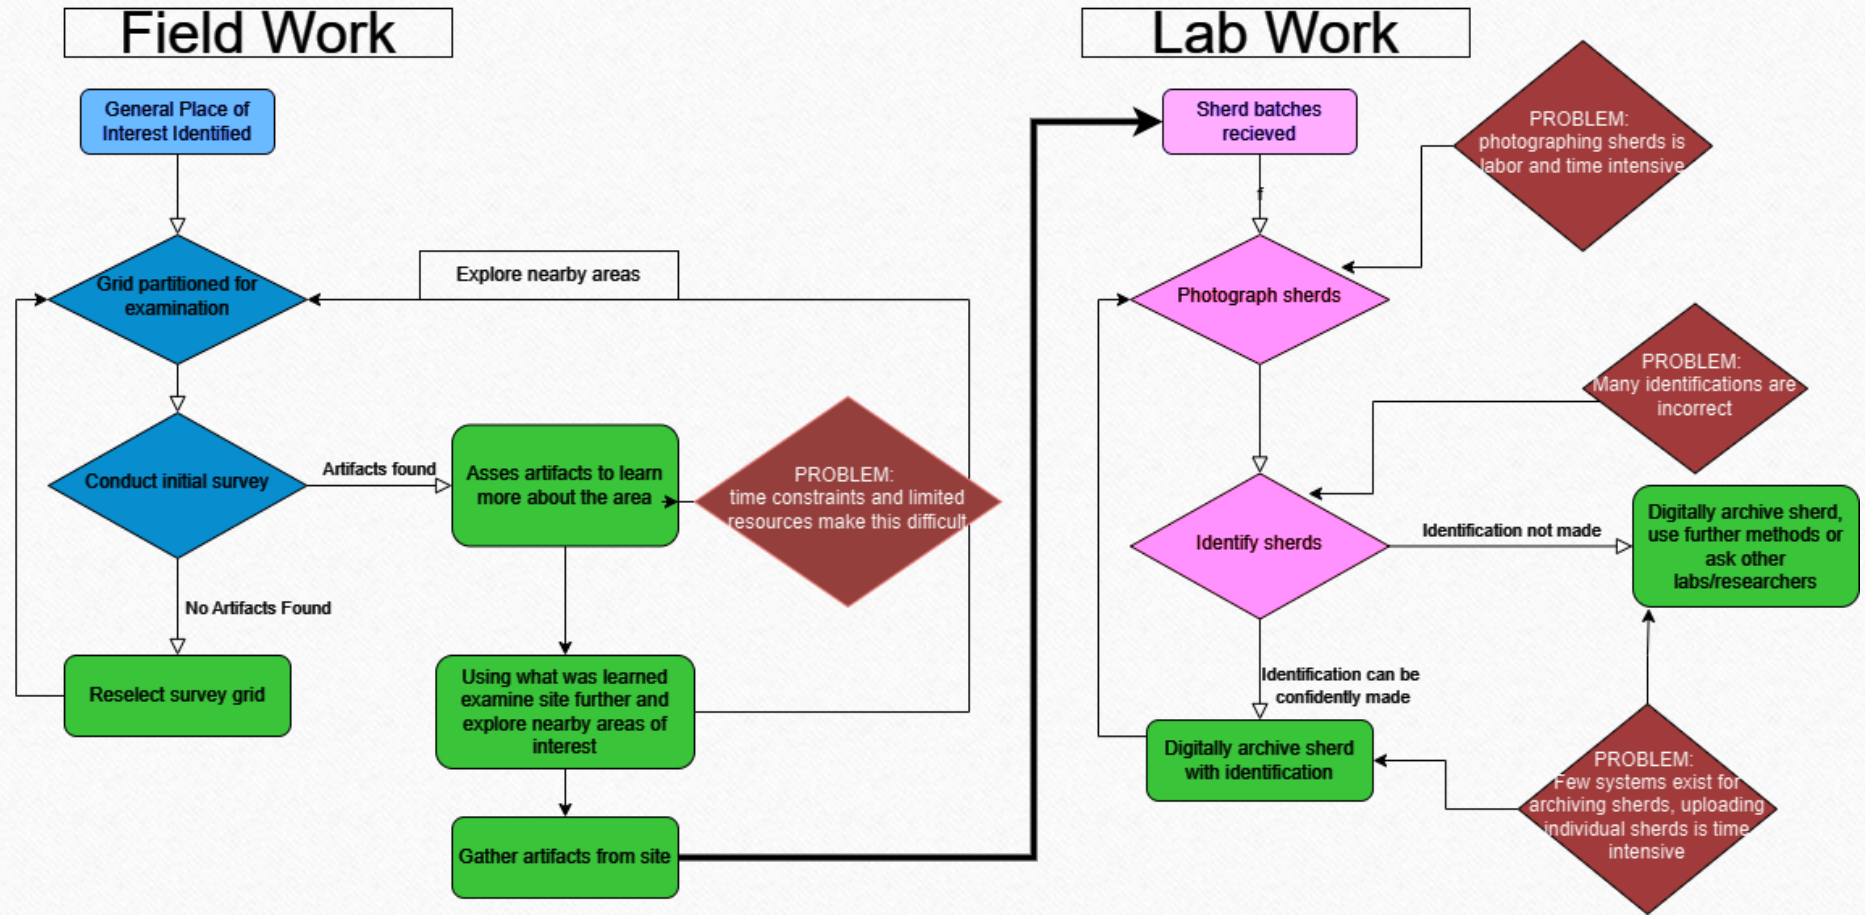 Field Work
General Place of
Interest Identified
Grid partitioned for
examination
Explore nearby areas
Conduct initial survey
Artifacts found
Asses artifacts to learn
more about the area
PROBLEM:
time constraints and limited
resources make this difficult
No Artifacts Found
Reselect survey grid
Using what was learned
examine site further and
explore nearby areas of
interest
Gather artifacts from site
Lab Work
Sherd batches
recieved
f
PROBLEM:
photographing sherds is
labor and time intensive
Photograph sherds
PROBLEM:
Many identifications are
incorrect
Identify sherds
Identification not made
Digitally archive sherd,
use further methods or
ask other
labs/researchers
Identification can be
confidently made
Digitally archive sherd
with identification
PROBLEM:
Few systems exist for
archiving sherds, uploading
individual sherds is time
intensive